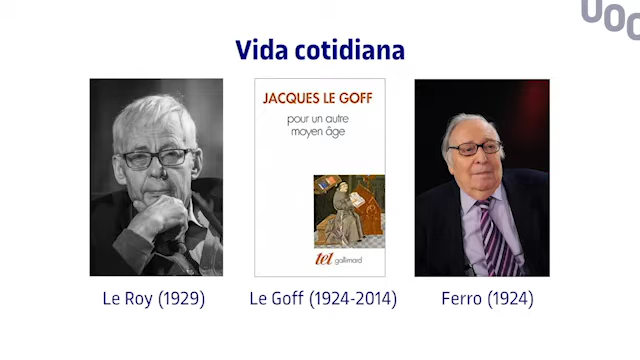 UOC
Vida cotidiana
JACQUES LE GOFF
pour un autre
moyen âge
tel gallimard
Le Roy (1929)
Le Goff (1924-2014)
Ferro (1924)